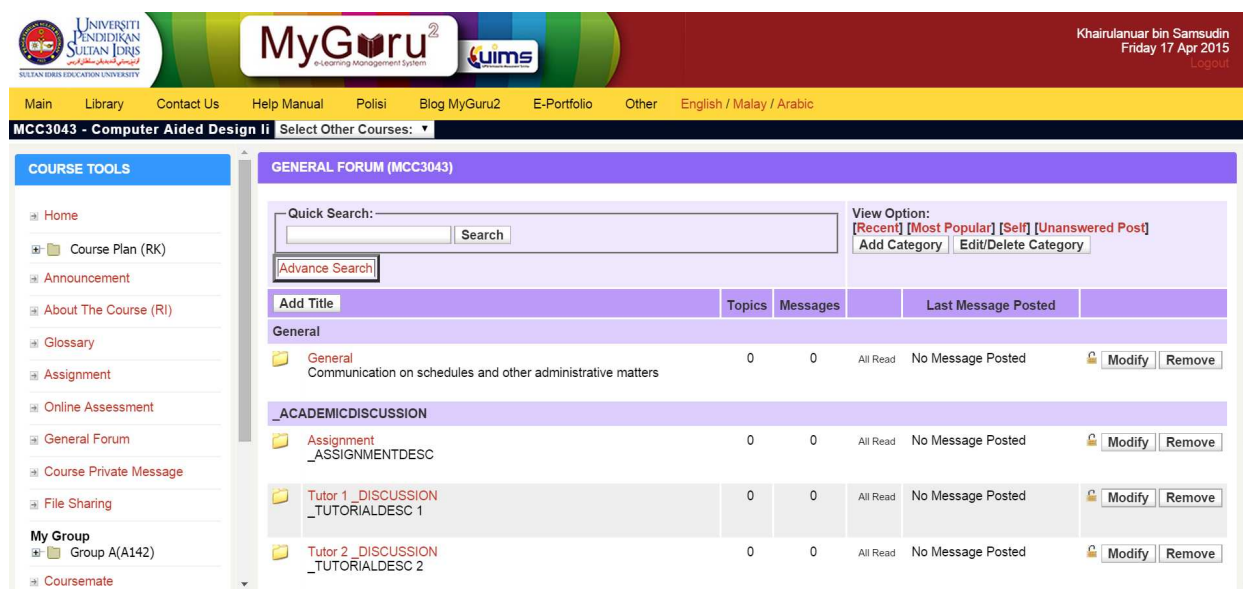 UNIVERSITI
PENDIDIKAN
SULTAN IDRIS
SULTAN IDRIS EDUCATION UNIVERSITY
MyGuru2
e-Learning Management System
uims
Khairulanuar bin Samsudin
Friday 17 Apr 2015
Logout
Main Library Contact Us Help Manual Polisi Blog MyGuru2 E-Portfolio Other English / Malay / Arabic
MCC3043 - Computer Aided Design Ii Select Other Courses:
COURSE TOOLS
Home
Course Plan (RK)
Announcement
About The Course (RI)
Glossary
Assignment
Online Assessment
General Forum
Course Private Message
File Sharing
My Group
Group A(A142)
Coursemate
GENERAL FORUM (MCC3043)
Quick Search:
Search
Advance Search
View Option:
[Recent] [Most Popular] [Self] [Unanswered Post]
Add Category Edit/Delete Category
Add Title Topics Messages Last Message Posted
General
General 0 0 All Read No Message Posted Modify Remove
Communication on schedules and other administrative matters
_ACADEMICDISCUSSION
Assignment 0 0 All Read No Message Posted Modify Remove
_ASSIGNMENTDESC
Tutor 1 _DISCUSSION 0 0 All Read No Message Posted Modify Remove
_TUTORIALDESC 1
Tutor 2 _DISCUSSION 0 0 All Read No Message Posted Modify Remove
_TUTORIALDESC 2